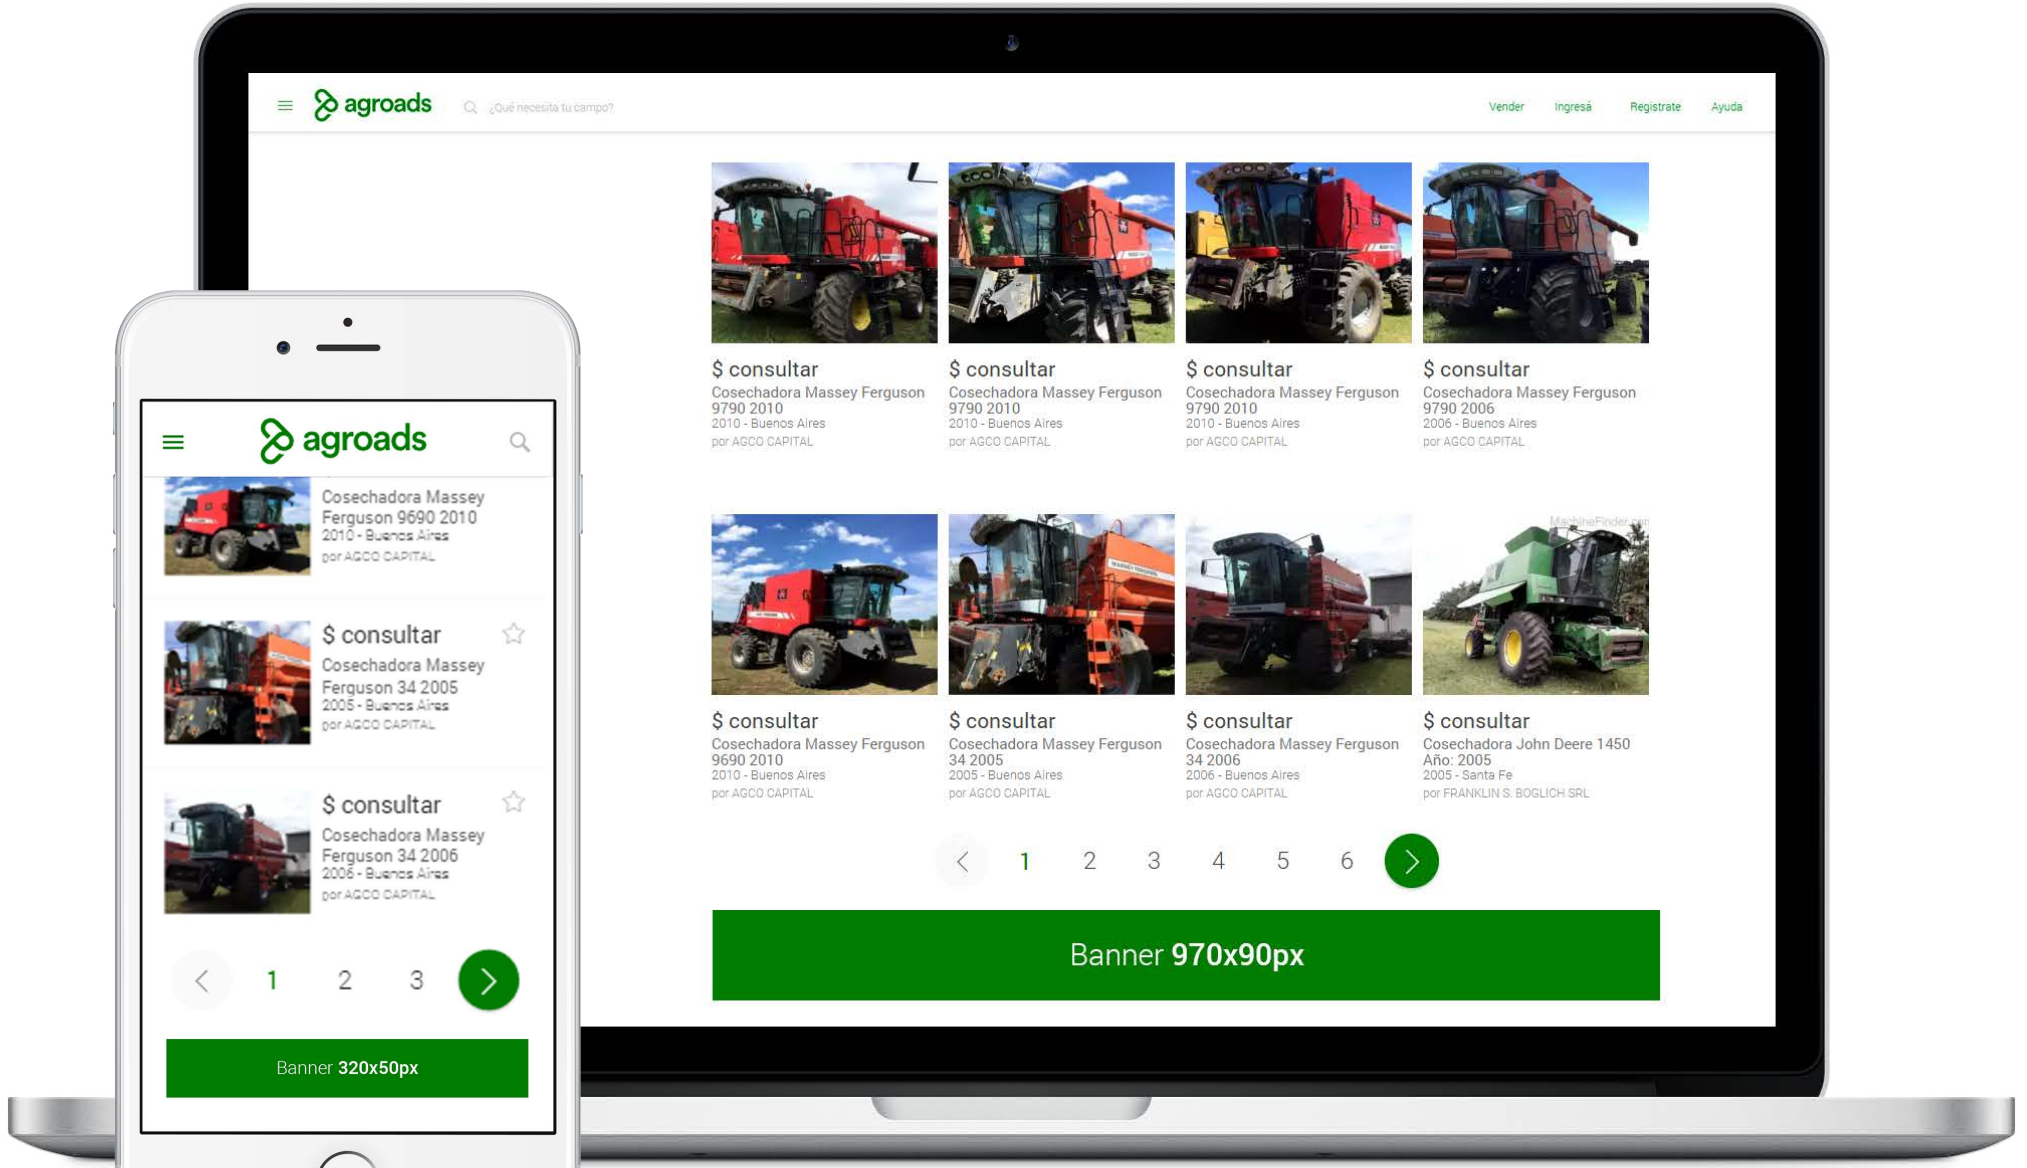 agroads
¿Qué necesita tu campo?
Vender Ingresá Registrate Ayuda
$ consultar
Cosechadora Massey Ferguson
9790 2010
2010 - Buenos Aires
por AGCO CAPITAL
$ consultar
Cosechadora Massey Ferguson
9790 2010
2010 - Buenos Aires
por AGCO CAPITAL
$ consultar
Cosechadora Massey Ferguson
9790 2010
2010 - Buenos Aires
por AGCO CAPITAL
$ consultar
Cosechadora Massey Ferguson
9790 2006
2006 - Buenos Aires
por AGCO CAPITAL
MachineFinder.com
$ consultar
Cosechadora Massey Ferguson
9690 2010
2010 - Buenos Aires
por AGCO CAPITAL
$ consultar
Cosechadora Massey Ferguson
34 2005
2005 - Buenos Aires
por AGCO CAPITAL
$ consultar
Cosechadora Massey Ferguson
34 2006
2006 - Buenos Aires
por AGCO CAPITAL
$ consultar
Cosechadora John Deere 1450
Año: 2005
2005 - Santa Fe
por FRANKLIN S. BOGLICH SRL
1 2 3 4 5 6
Banner 970x90px
agroads
Cosechadora Massey
Ferguson 9690 2010
2010 - Buenos Aires
por AGCO CAPITAL
$ consultar
Cosechadora Massey
Ferguson 34 2005
2005 - Buenos Aires
por AGCO CAPITAL
$ consultar
Cosechadora Massey
Ferguson 34 2006
2006 - Buenos Aires
por AGCO CAPITAL
1 2 3
Banner 320x50px